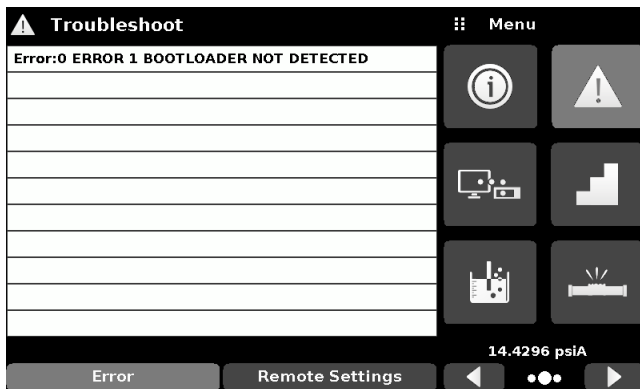 Troubleshoot
Error:0 ERROR 1 BOOTLOADER NOT DETECTED
Error
Remote Settings
Menu
14.4296 psiA